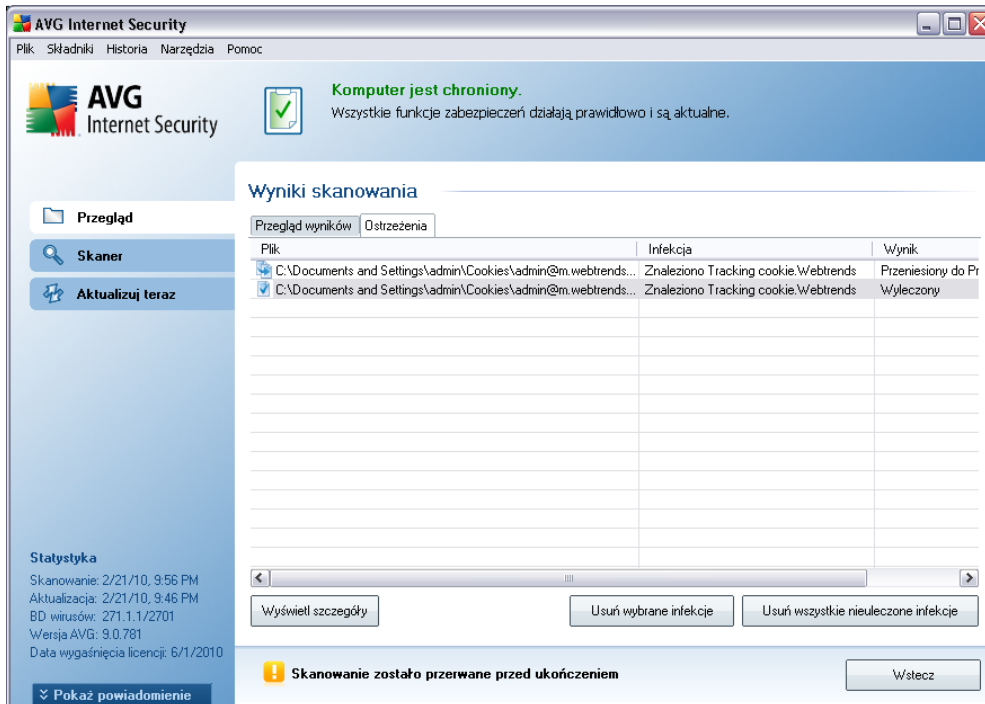 AVG Internet Security
Plik Składniki Historia Narzędzia Pomoc
AVG
Internet Security
Komputer jest chroniony.
Wszystkie funkcje zabezpieczeń działają prawidłowo i są aktualne.
Przegląd
Skaner
Aktualizuj teraz
Wyniki skanowania
Przegląd wyników Ostrzeżenia
Plik Infekcja Wynik
C:\Documents and Settings\admin\Cookies\admin@m.webtrends... Znaleziono Tracking cookie.Webtrends Przeniesiony do Pr
C:\Documents and Settings\admin\Cookies\admin@m.webtrends... Znaleziono Tracking cookie.Webtrends Wyleczony
Statystyka
Skanowanie: 2/21/10, 9:56 PM
Aktualizacja: 2/21/10, 9:46 PM
BD wirusów: 271.1.1/2701
Wersja AVG: 9.0.781
Data wygaśnięcia licencji: 6/1/2010
Pokaż powiadomienie
Wyświetl szczegóły Usuń wybrane infekcje Usuń wszystkie nieuleczone infekcje
Skanowanie zostało przerwane przed ukończeniem Wstecz